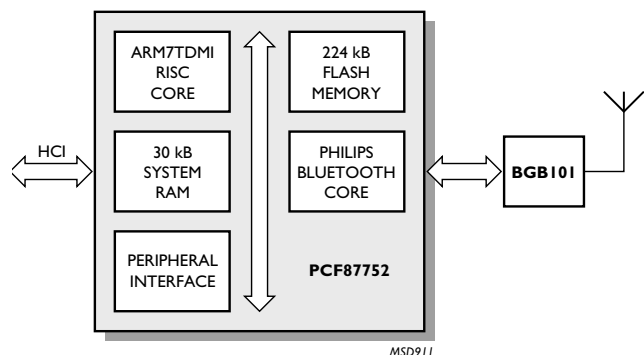 ARM7TDMI
RISC
CORE
224 kB
FLASH
MEMORY
HCI
30 kB
SYSTEM
RAM
PHILIPS
BLUETOOTH
CORE
BGB101
PERIPHERAL
INTERFACE
PCF87752
MSD911